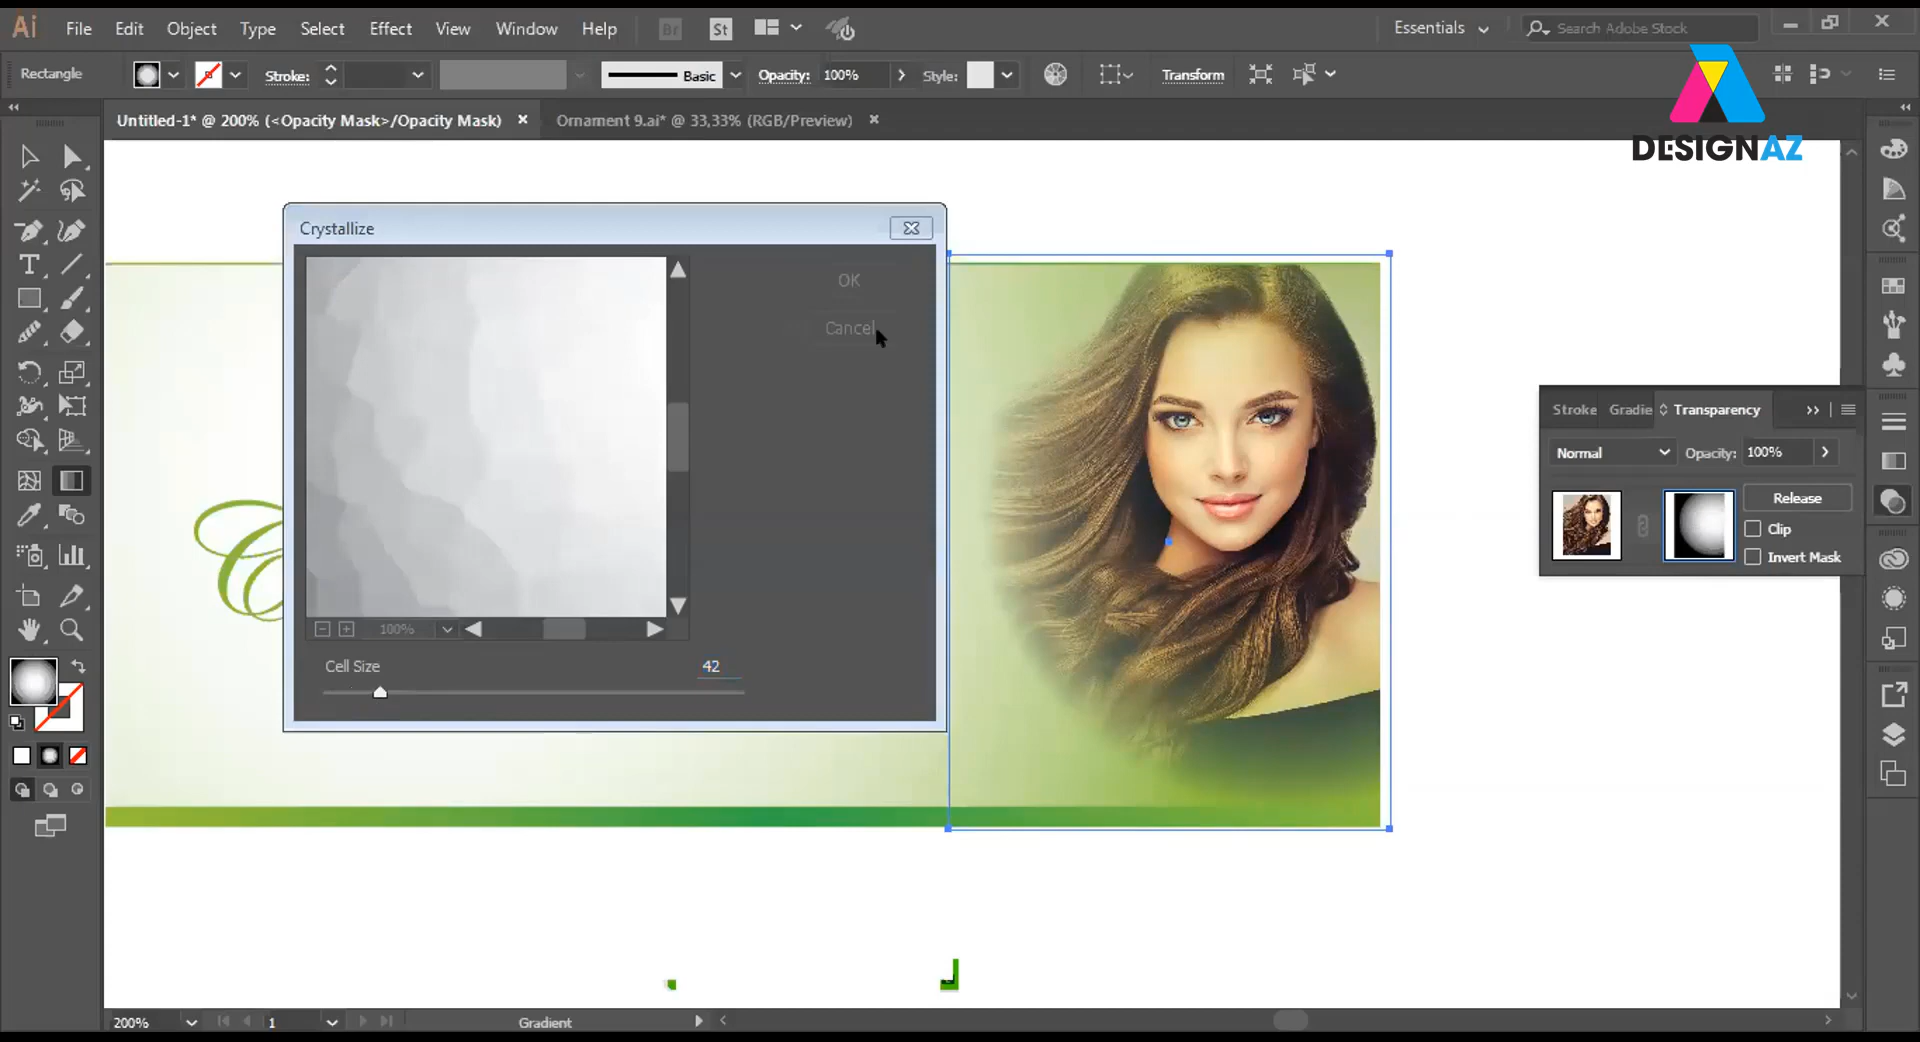 Ai File Edit Object Type Select Effect View Window Help Br St Essentials Search Adobe Stock
Rectangle Stroke: Basic Opacity: 100% Style: Transform
DESIGNAZ
Untitled-1* @ 200% (<Opacity Mask>/Opacity Mask) Ornament 9.ai* @ 33,33% (RGB/Preview)
Crystallize
OK
Cancel
100%
Cell Size 42
Stroke Gradie Transparency
Normal Opacity: 100%
Release
Clip
Invert Mask
200% 1 Gradient